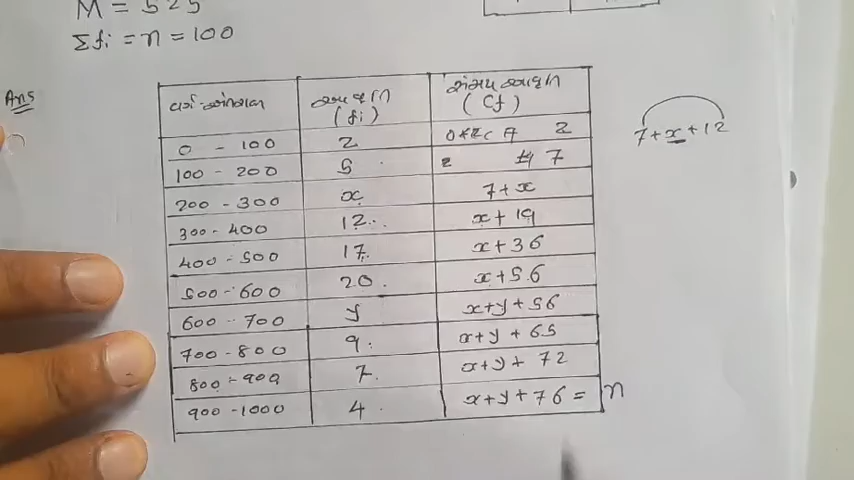 M = 525
Σfi = n = 100
Ans
વર્ગ-અંતરાલ આવૃત્તિ (fi) સંચયી આવૃત્તિ (cf)
7 + x + 12
0 - 100 2 2
100 - 200 5 7
200 - 300 x 7 + x
300 - 400 12 x + 19
400 - 500 17 x + 36
500 - 600 20 x + 56
600 - 700 y x + y + 56
700 - 800 9 x + y + 65
800 - 900 7 x + y + 72
900 - 1000 4 x + y + 76 = n